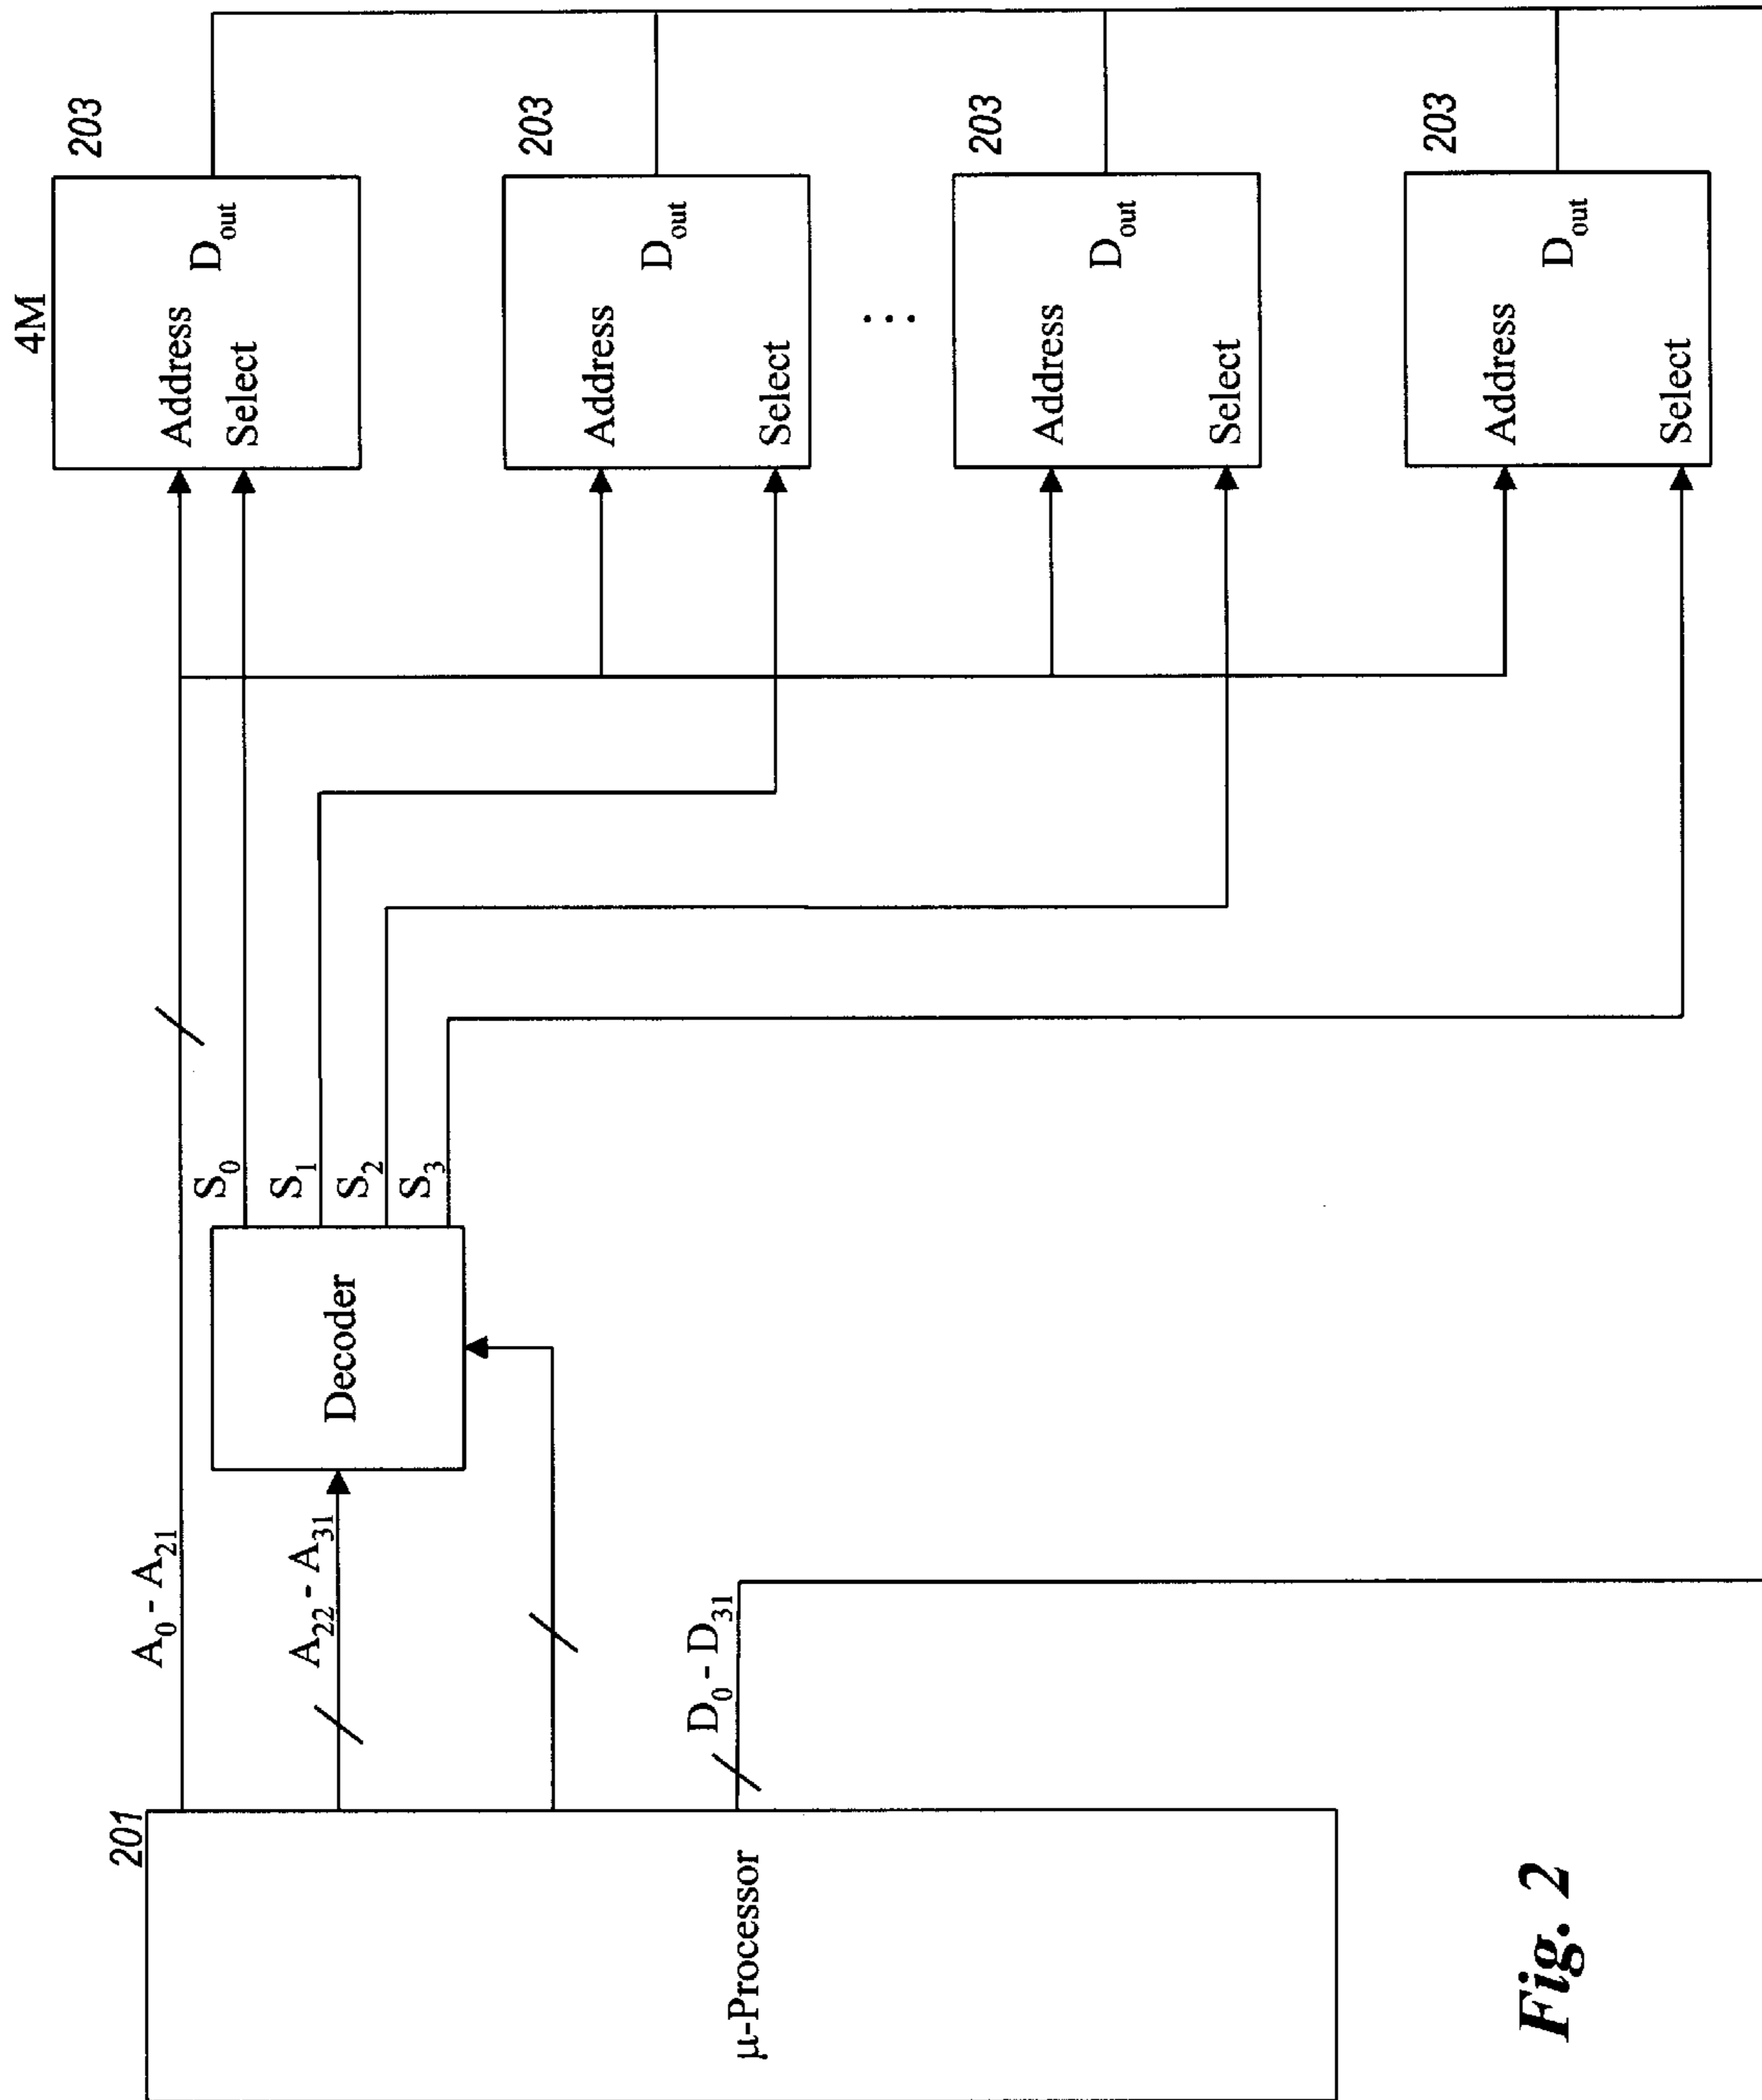 201
μ-Processor
A0 - A21
A22 - A31
D0 - D31
Decoder
S0
S1
S2
S3
4M
203
Address
Select
Dout
203
Address
Select
Dout
...
203
Address
Select
Dout
203
Address
Select
Dout
Fig. 2